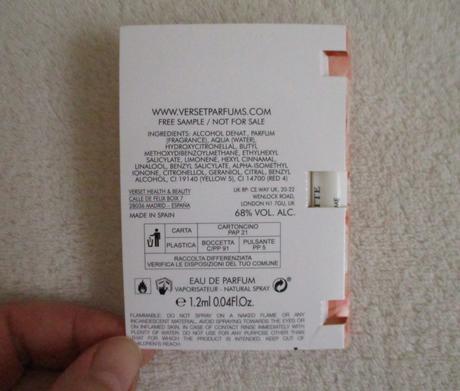 WWW.VERSETPARFUMS.COM
FREE SAMPLE / NOT FOR SALE
INGREDIENTS: ALCOHOL DENAT., PARFUM
(FRAGRANCE), AQUA (WATER),
HYDROXYCITRONELLAL, BUTYL
METHOXYDIBENZOYLMETHANE, ETHYLHEXYL
SALICYLATE, LIMONENE, HEXYL CINNAMAL,
LINALOOL, BENZYL SALICYLATE, ALPHA-ISOMETHYL
IONONE, CITRONELLOL, GERANIOL, CITRAL, BENZYL
ALCOHOL, CI 19140 (YELLOW 5), CI 14700 (RED 4)
VERSET HEALTH & BEAUTY
CALLE DE FELIX BOIX 7
28036 MADRID - ESPAÑA
MADE IN SPAIN
UK RP: CE WAY UK, 20-22
WENLOCK ROAD,
LONDON N1 7GU, UK
68% VOL. ALC.
CARTA
CARTONCINO
PAP 21
PLASTICA
BOCCETTA
C/PP 91
PULSANTE
PP 5
RACCOLTA DIFFERENZIATA
VERIFICA LE DISPOSIZIONI DEL TUO COMUNE
EAU DE PARFUM
VAPORISATEUR - NATURAL SPRAY
℮ 1.2ml 0.04Fl.Oz.
FLAMMABLE: DO NOT SPRAY ON A NAKED FLAME OR ANY
INCANDESCENT MATERIAL. AVOID SPRAYING TOWARDS THE EYES OR
ON INFLAMED SKIN. IN CASE OF CONTACT RINSE IMMEDIATELY WITH
PLENTY OF WATER. DO NOT USE FOR ANY PURPOSE OTHER THAN
THAT FOR WHICH THE PRODUCT IS INTENDED. KEEP OUT OF
CHILDREN'S REACH.